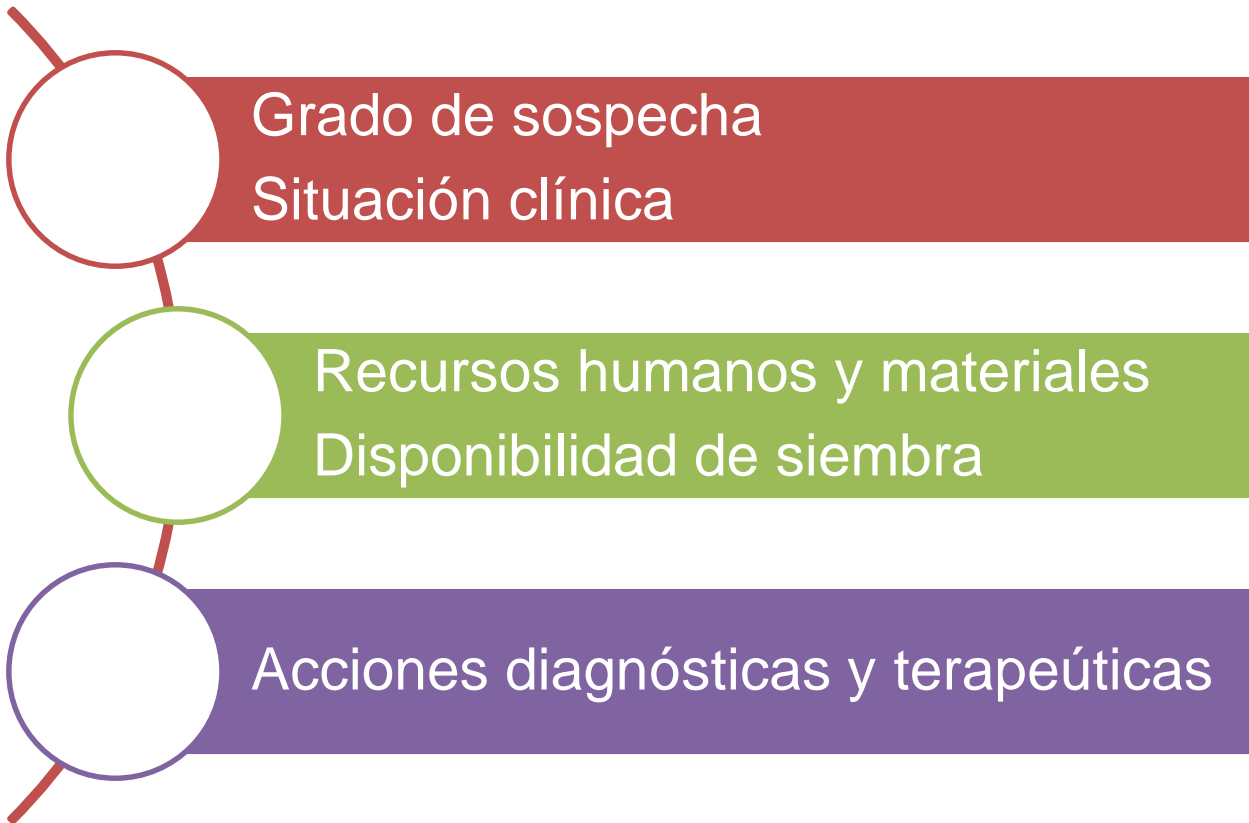 Grado de sospecha
Situación clínica
Recursos humanos y materiales
Disponibilidad de siembra
Acciones diagnósticas y terapeúticas